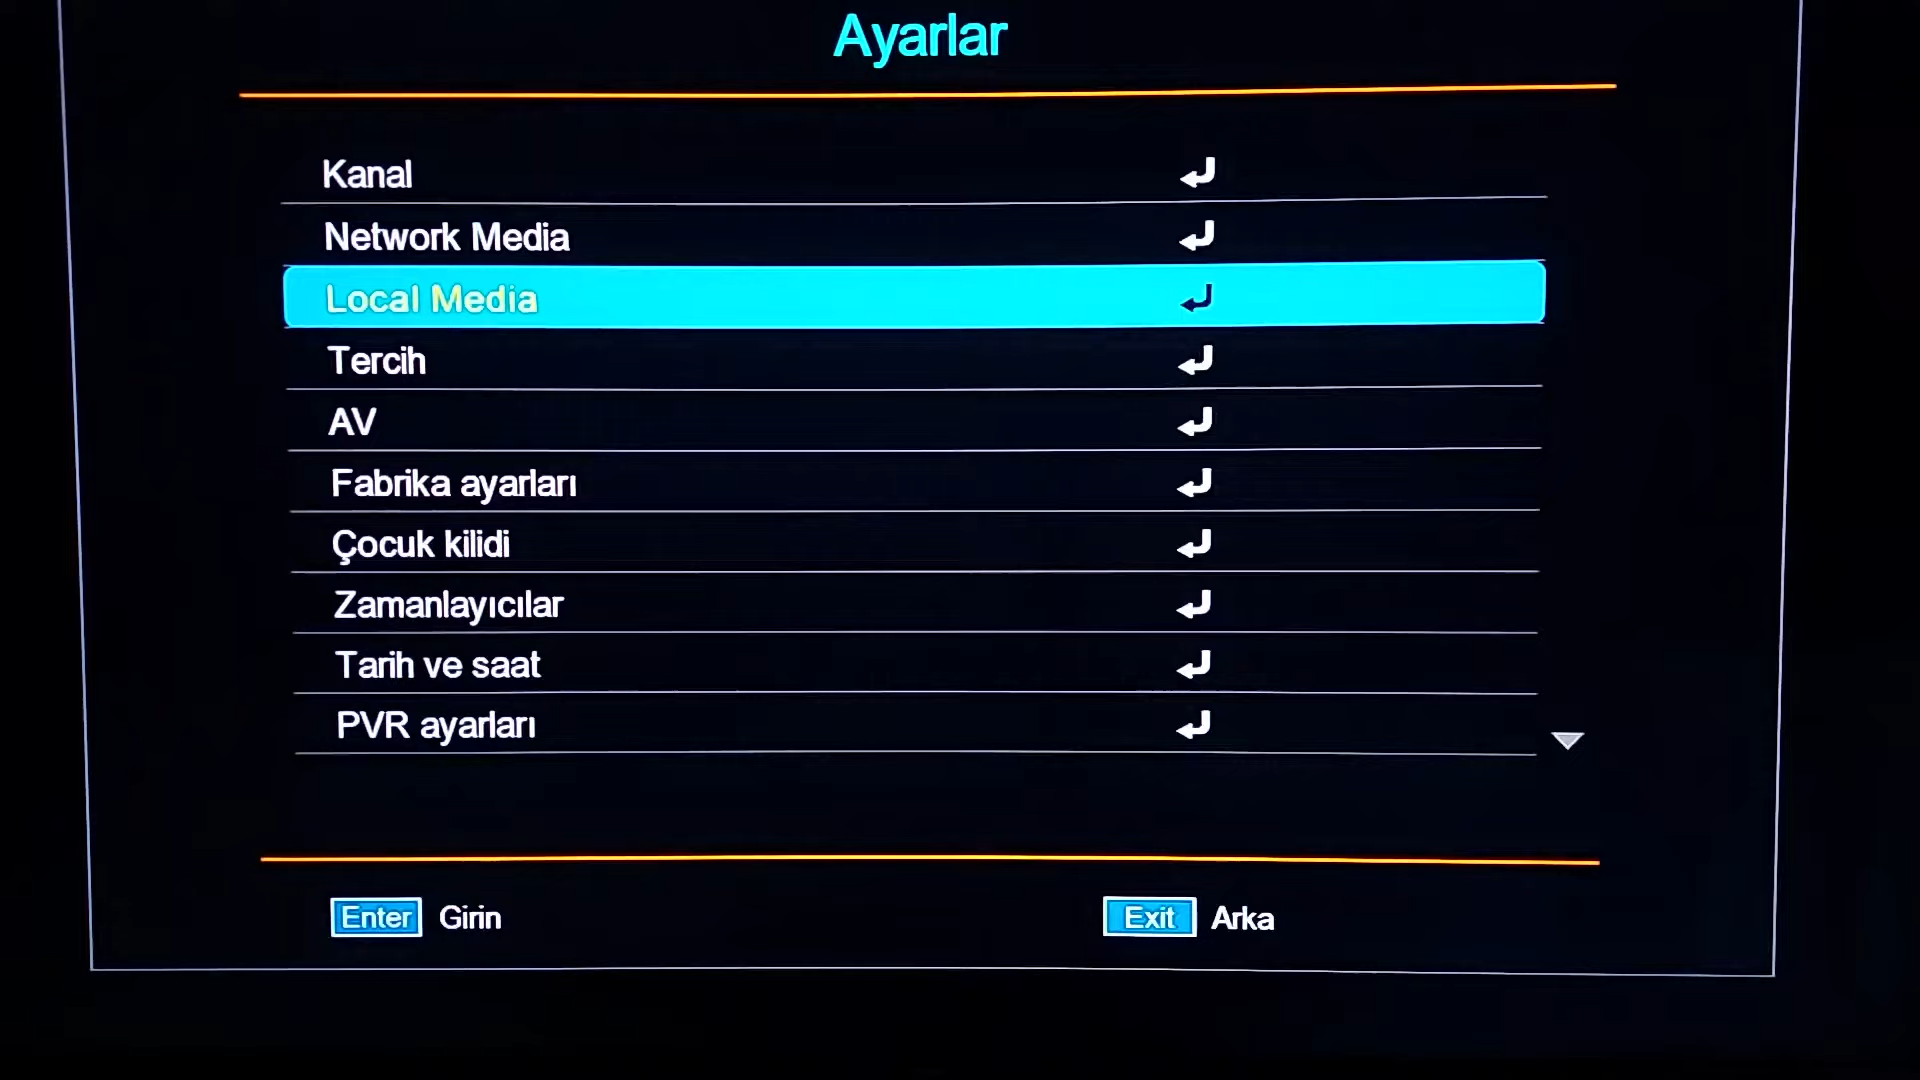 Ayarlar
Kanal
Network Media
Local Media
Tercih
AV
Fabrika ayarları
Çocuk kilidi
Zamanlayıcılar
Tarih ve saat
PVR ayarları
Enter Girin Exit Arka